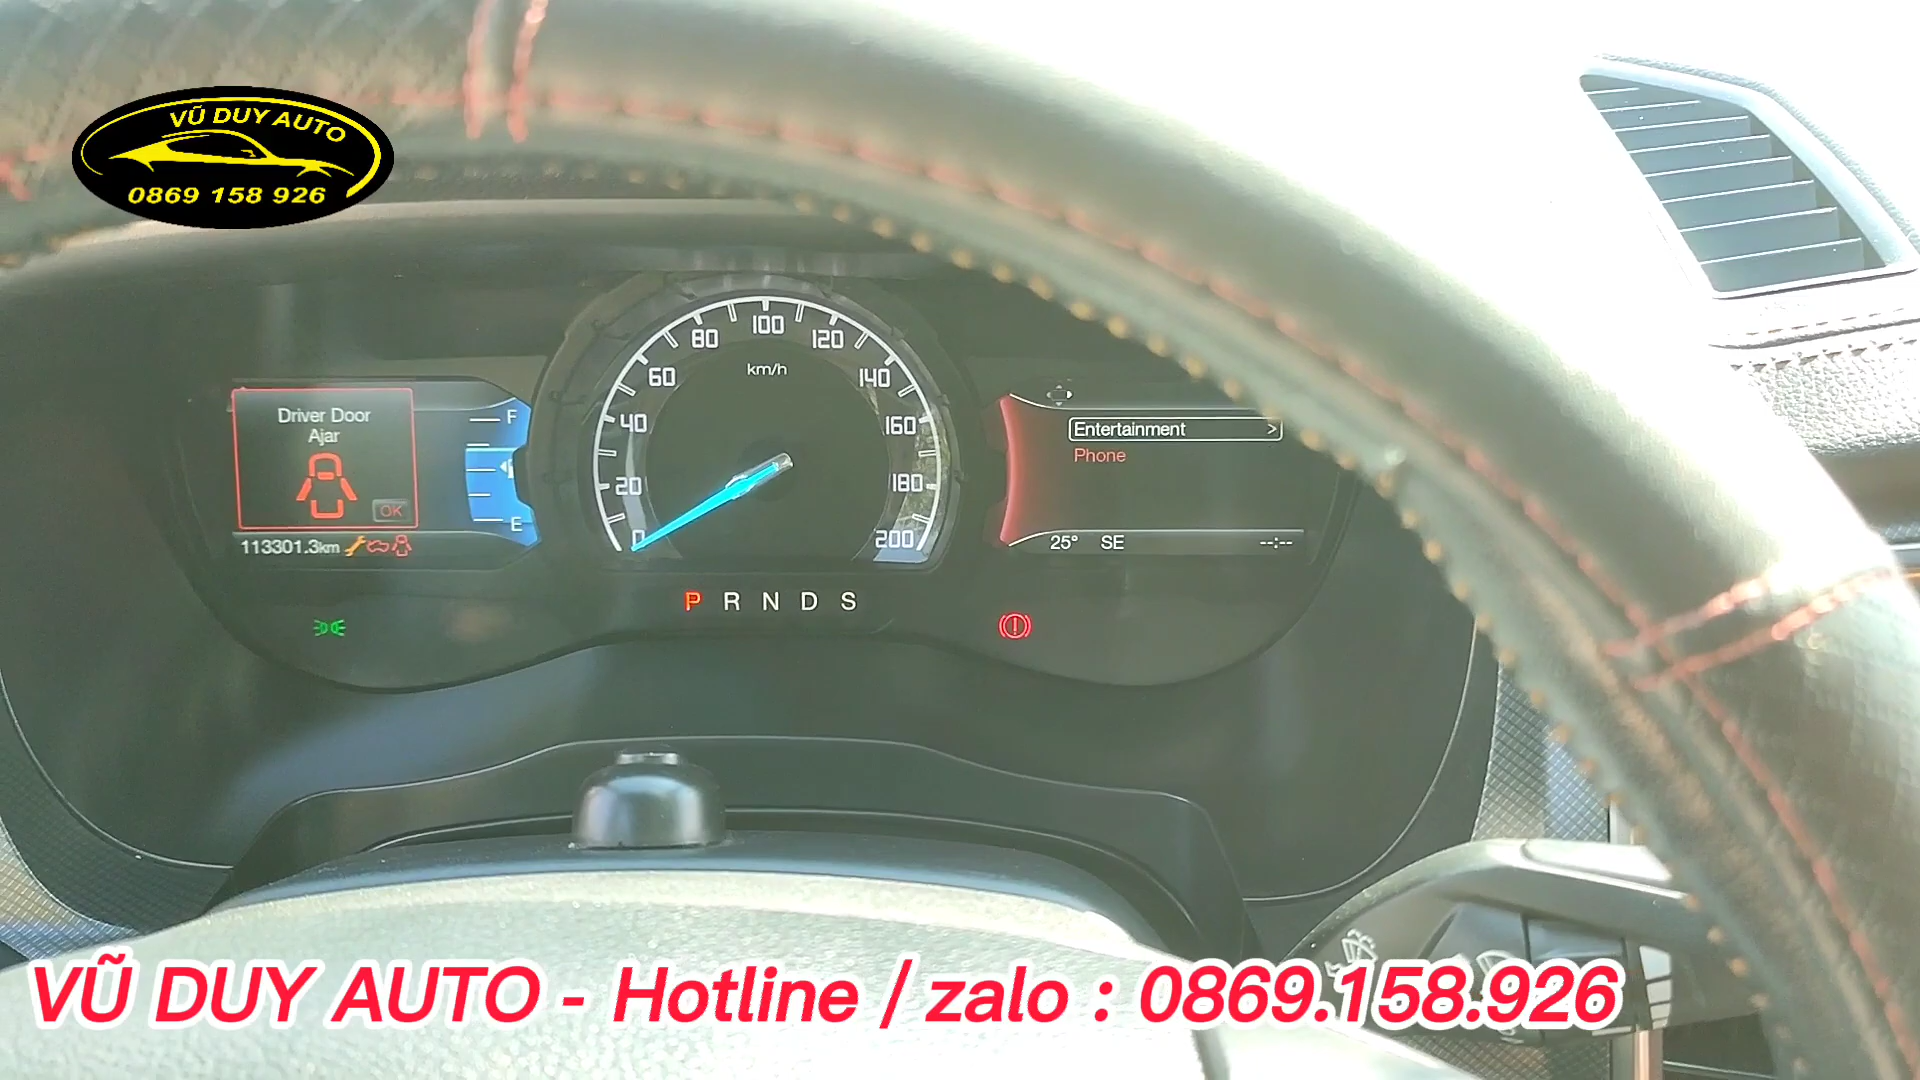 VŨ DUY AUTO
0869 158 926
Driver Door
Ajar
OK
F
E
113301.3km
0
20
40
60
80
100
120
140
160
180
200
km/h
P R N D S
Entertainment >
Phone
25° SE --:--
VŨ DUY AUTO - Hotline / zalo : 0869.158.926